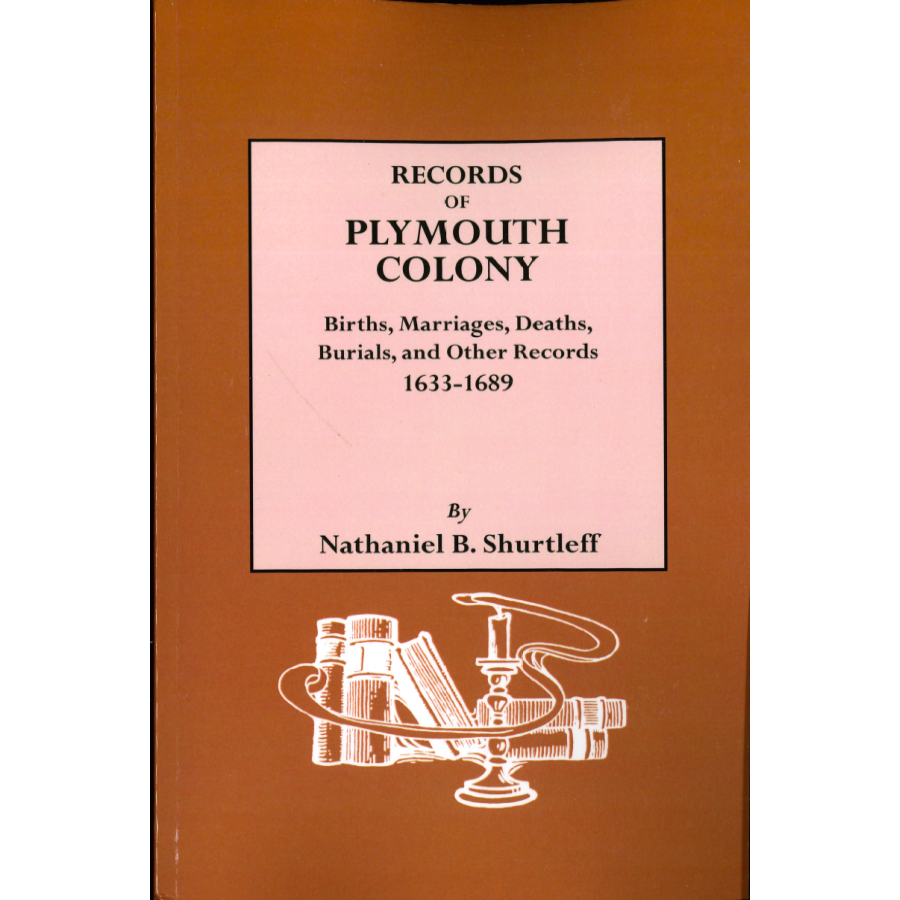 RECORDS
OF
PLYMOUTH
COLONY
Births, Marriages, Deaths,
Burials, and Other Records
1633-1689
By
Nathaniel B. Shurtleff